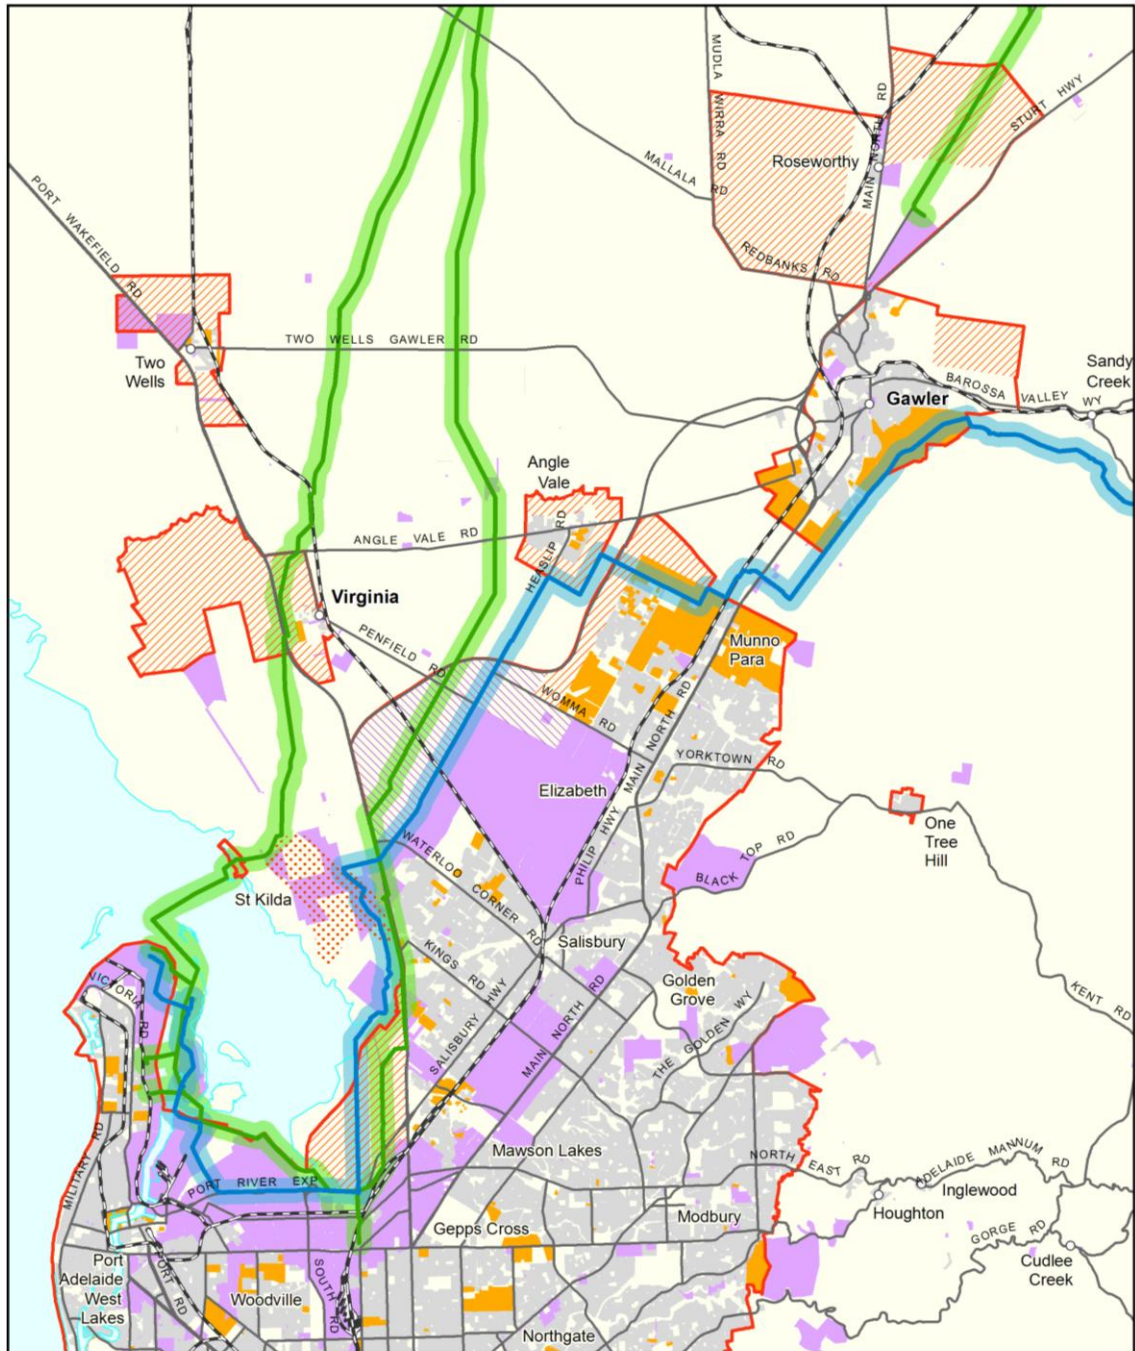 MUDLA WIRRA RD
MAIN NORTH RD
STURT HWY
Roseworthy
MALLALA RD
PORT WAKEFIELD RD
REDBANKS RD
TWO WELLS GAWLER RD
Two
Wells
Sandy
Creek
BAROSSA VALLEY WY
Gawler
Angle
Vale
HEASLIP RD
ANGLE VALE RD
Virginia
PENFIELD RD
Munno
Para
WOMMA RD
MAIN NORTH RD
YORKTOWN RD
Elizabeth
PHILIP HWY
One
Tree
Hill
BLACK TOP RD
WATERLOO CORNER RD
St Kilda
Salisbury
KINGS RD
SALISBURY HWY
MAIN NORTH RD
Golden
Grove
THE GOLDEN WY
KENT RD
VICTORIA RD
MILITARY RD
Mawson Lakes
NORTH EAST RD
ADELAIDE MANNUM RD
Inglewood
PORT RIVER EXP
Houghton
Modbury
Gepps Cross
GORGE RD
Cudlee
Creek
Port
Adelaide
West
Lakes
PORT RD
SOUTH RD
Woodville
Northgate